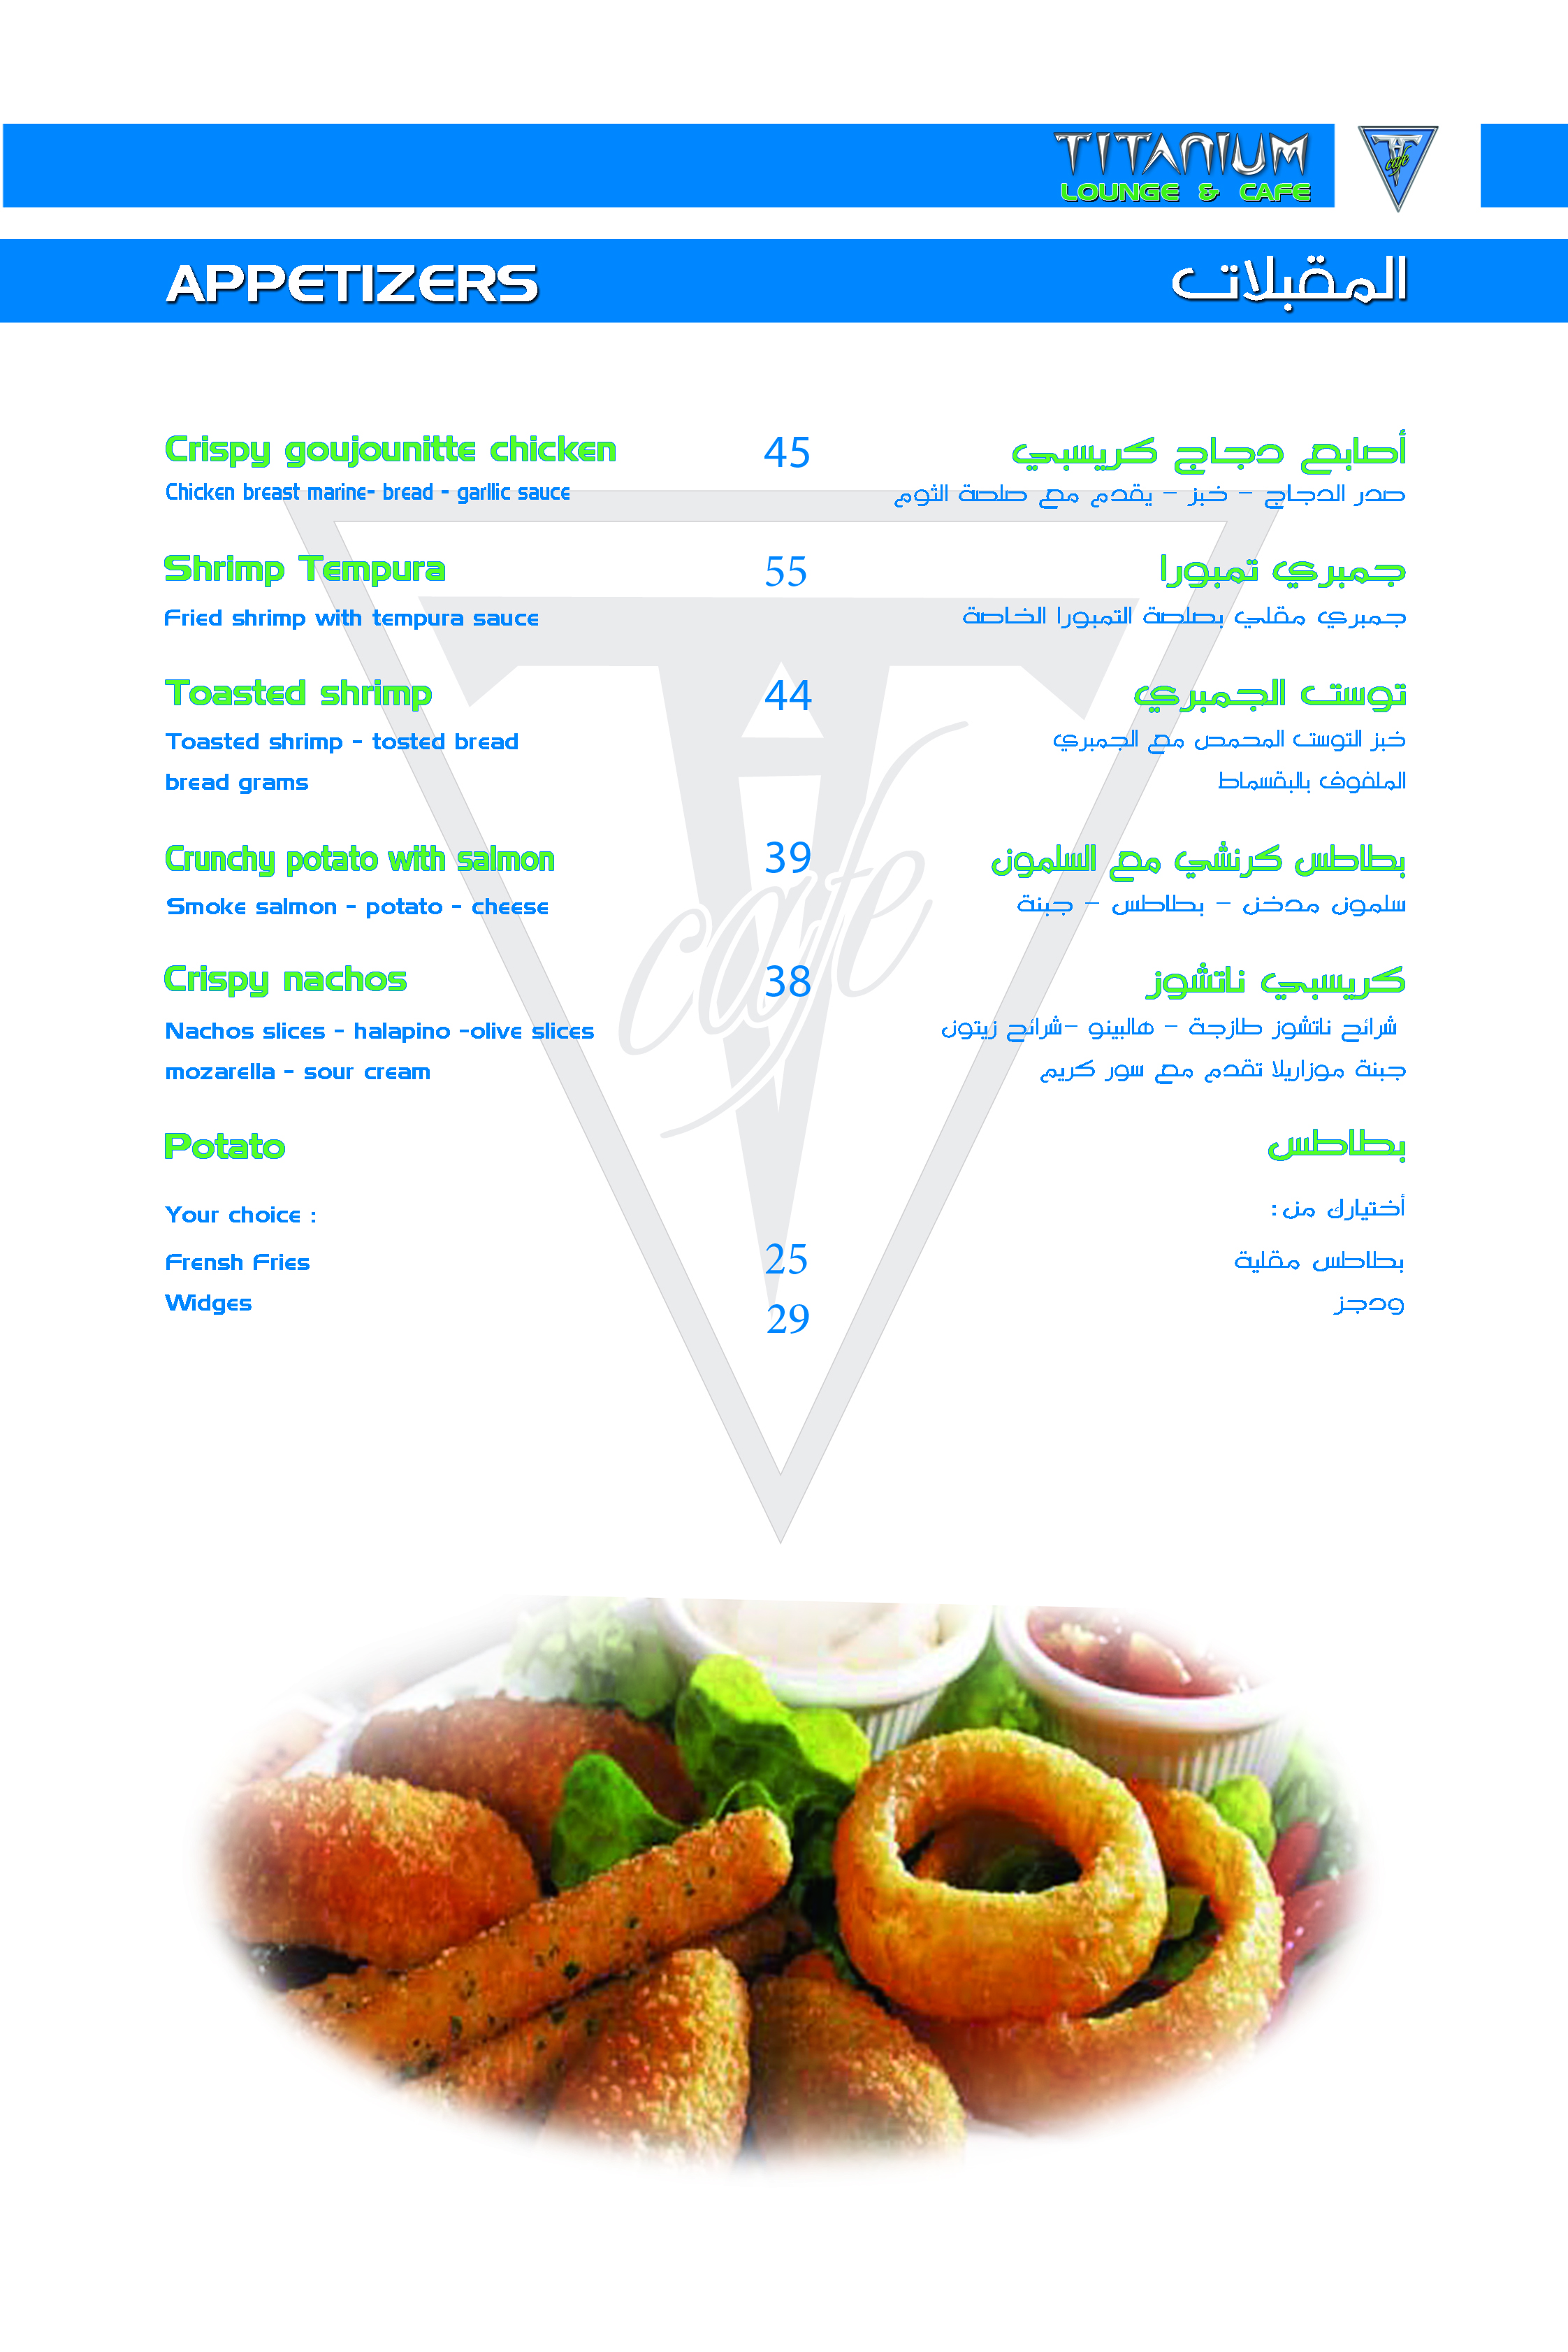 TITANIUM
LOUNGE & CAFE
cafe
APPETIZERS المقبلات
Crispy goujounitte chicken 45 أصابع دجاج كريسبي
Chicken breast marine- bread - garllic sauce صدر الدجاج - خبز - يقدم مع صلصة الثوم
Shrimp Tempura 55 جمبري تمبورا
Fried shrimp with tempura sauce جمبري مقلي بصلصة التمبورا الخاصة
Toasted shrimp 44 توست الجمبري
Toasted shrimp - tosted bread خبز التوست المحمص مع الجمبري
bread grams الملفوف بالبقسماط
Crunchy potato with salmon 39 بطاطس كرنشي مع السلمون
Smoke salmon - potato - cheese سلمون مدخن - بطاطس - جبنة
cafe
Crispy nachos 38 كريسبي ناتشوز
Nachos slices - halapino -olive slices شرائح ناتشوز طازجة - هالبينو -شرائح زيتون
mozarella - sour cream جبنة موزاريلا تقدم مع سور كريم
Potato بطاطس
Your choice : أختيارك من :
Frensh Fries 25 بطاطس مقلية
Widges 29 ودجز